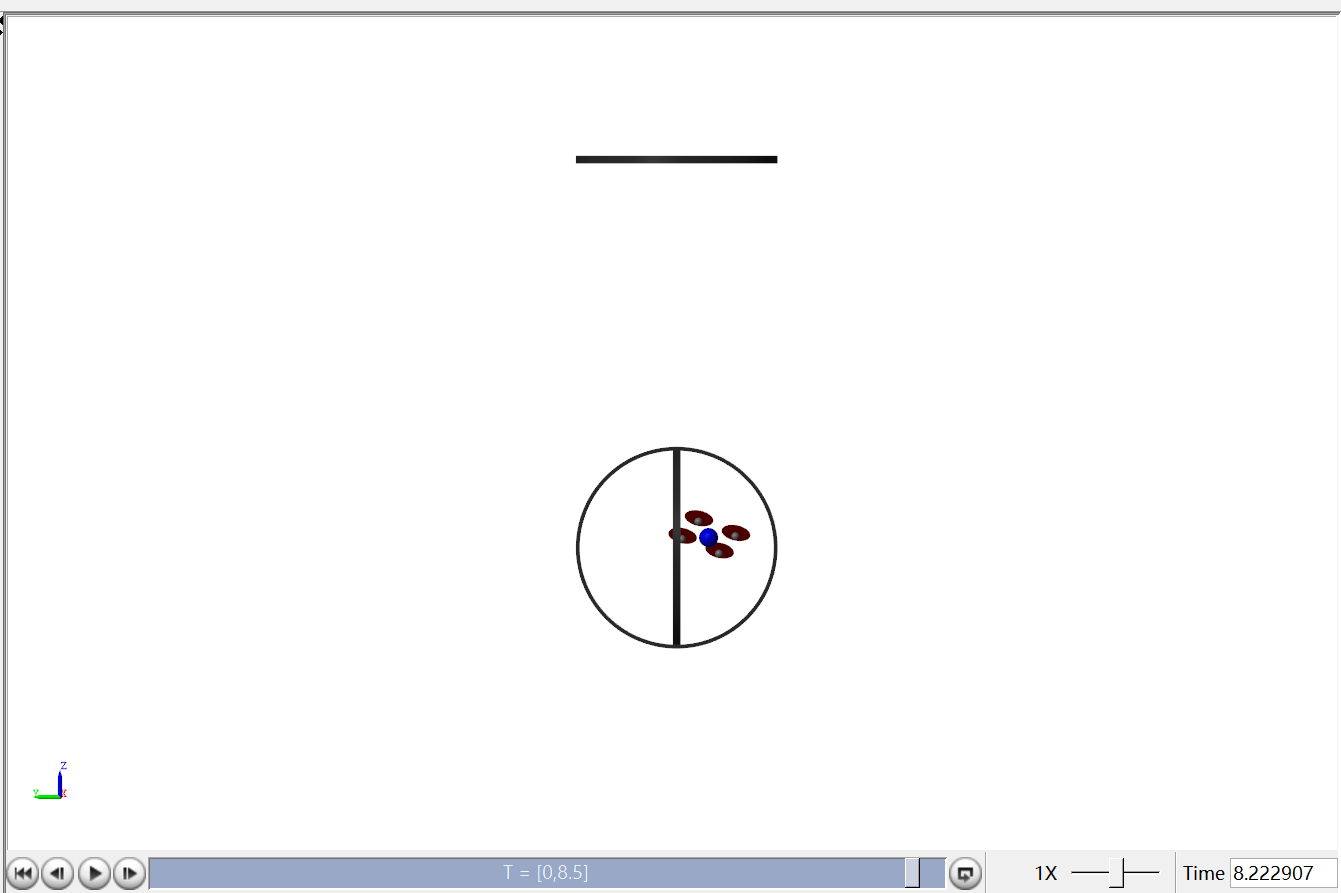 Z
Y
X
T = [0,8.5]
1X
Time 8.222907